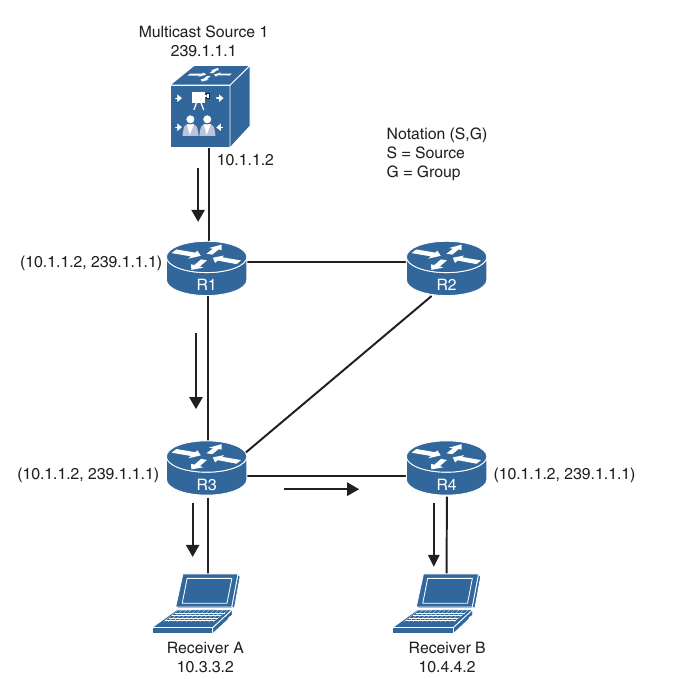 Multicast Source 1
239.1.1.1
10.1.1.2
Notation (S,G)
S = Source
G = Group
(10.1.1.2, 239.1.1.1)
R1
R2
(10.1.1.2, 239.1.1.1)
R3
R4
(10.1.1.2, 239.1.1.1)
Receiver A
10.3.3.2
Receiver B
10.4.4.2